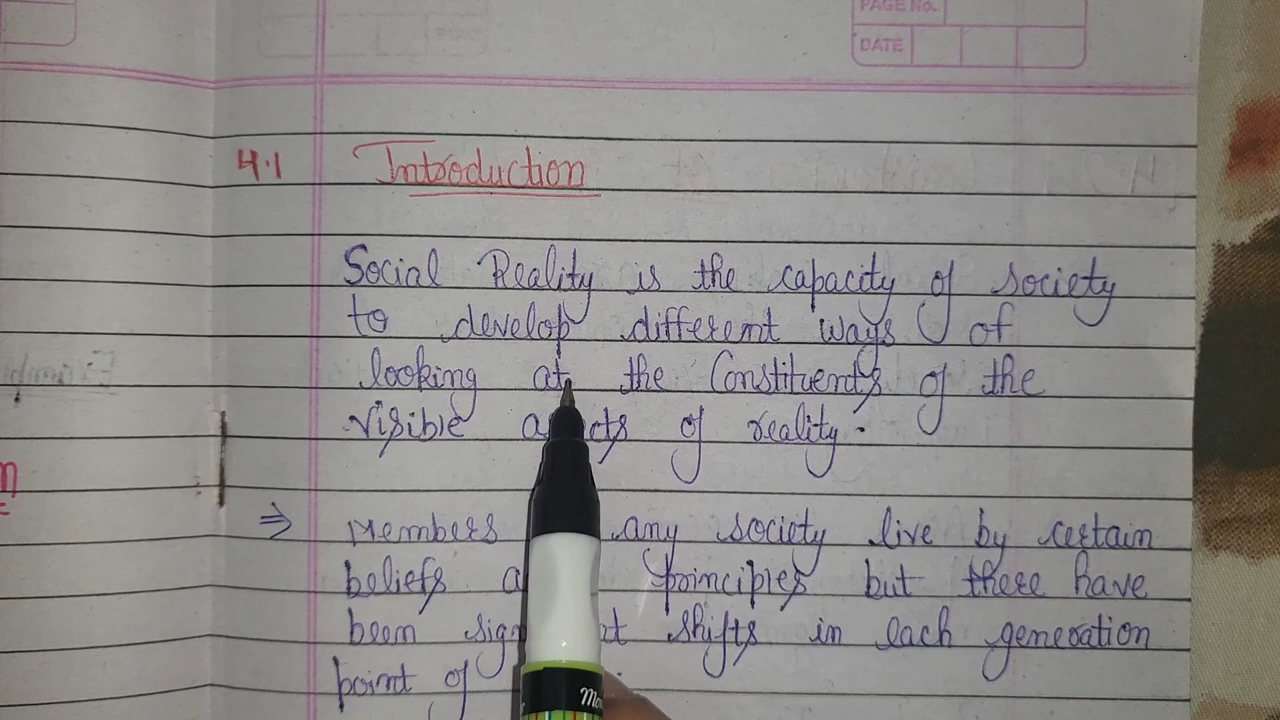 PAGE No.
DATE
4.1 Introduction
Social Reality is the capacity of society
to develop different ways of
looking at the Constituents of the
visible of reality.
⇒ Members any society live by certain
beliefs principles but there have
been shifts in each generation
point of